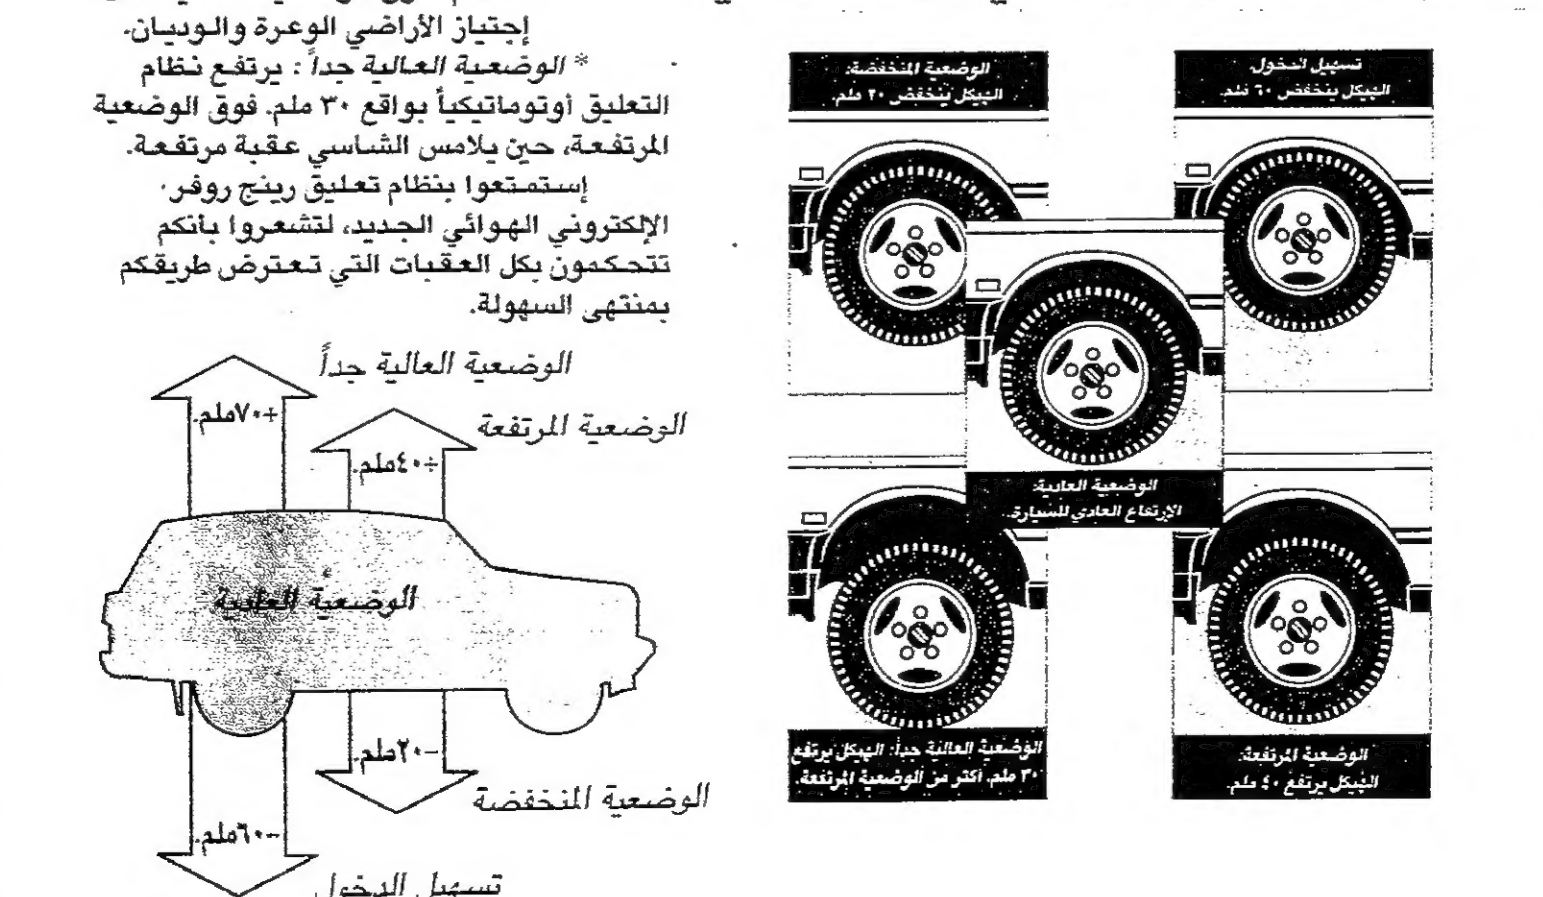 إجتياز الأراضي الوعرة والوديان.
* الوضعية العالية جداً : يرتفع نظام
التعليق أوتوماتيكياً بواقع ٣٠ ملم. فوق الوضعية
المرتفعة، حين يلامس الشاسي عقبة مرتفعة.
إستمتعوا بنظام تعليق رينج روفر
الإلكتروني الهوائي الجديد، لتشعروا بأنكم
تتحكمون بكل العقبات التي تعترض طريقكم
بمنتهى السهولة.
الوضعية العالية جداً
+٧٠ملم.
الوضعية المرتفعة
+٤٠ملم.
الوضعية العادية
-٢٠ملم.
الوضعية المنخفضة
-٦٠ملم.
تسهيل الدخول
تسهيل الدخول:
الهيكل ينخفض ٦٠ ملم.
الوضعية المنخفضة:
الهيكل ينخفض ٢٠ ملم.
الوضعية العادية:
الإرتفاع العادي للسيارة.
الوضعية المرتفعة:
الهيكل يرتفع ٤٠ ملم.
الوضعية العالية جداً: الهيكل يرتفع
٣٠ ملم. أكثر من الوضعية المرتفعة.